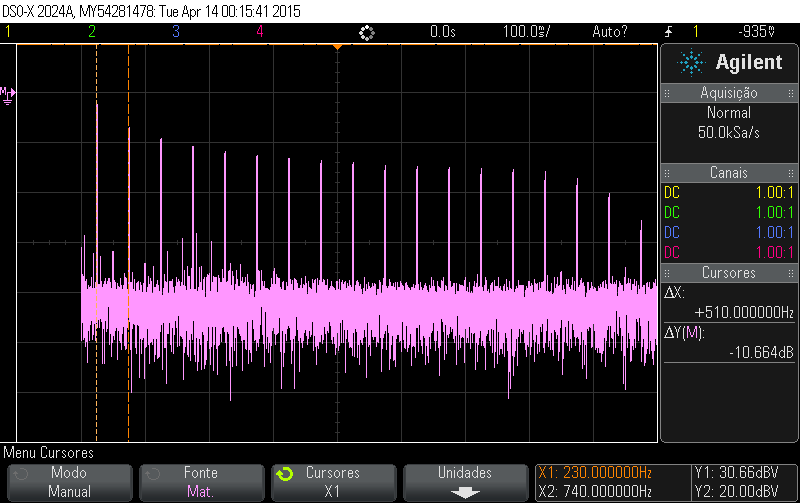 DSO-X 2024A, MY54281478: Tue Apr 14 00:15:41 2015
1 2 3 4 0.0s 100.0s/ Auto? 1 -935V
M
Agilent
Aquisição
Normal
50.0kSa/s
Canais
DC 1.00:1
DC 1.00:1
DC 1.00:1
DC 1.00:1
Cursores
ΔX:
+510.000000Hz
ΔY(M):
-10.664dB
Menu Cursores
Modo
Manual
Fonte
Mat.
Cursores
X1
Unidades
X1: 230.000000Hz
X2: 740.000000Hz
Y1: 30.66dBV
Y2: 20.00dBV